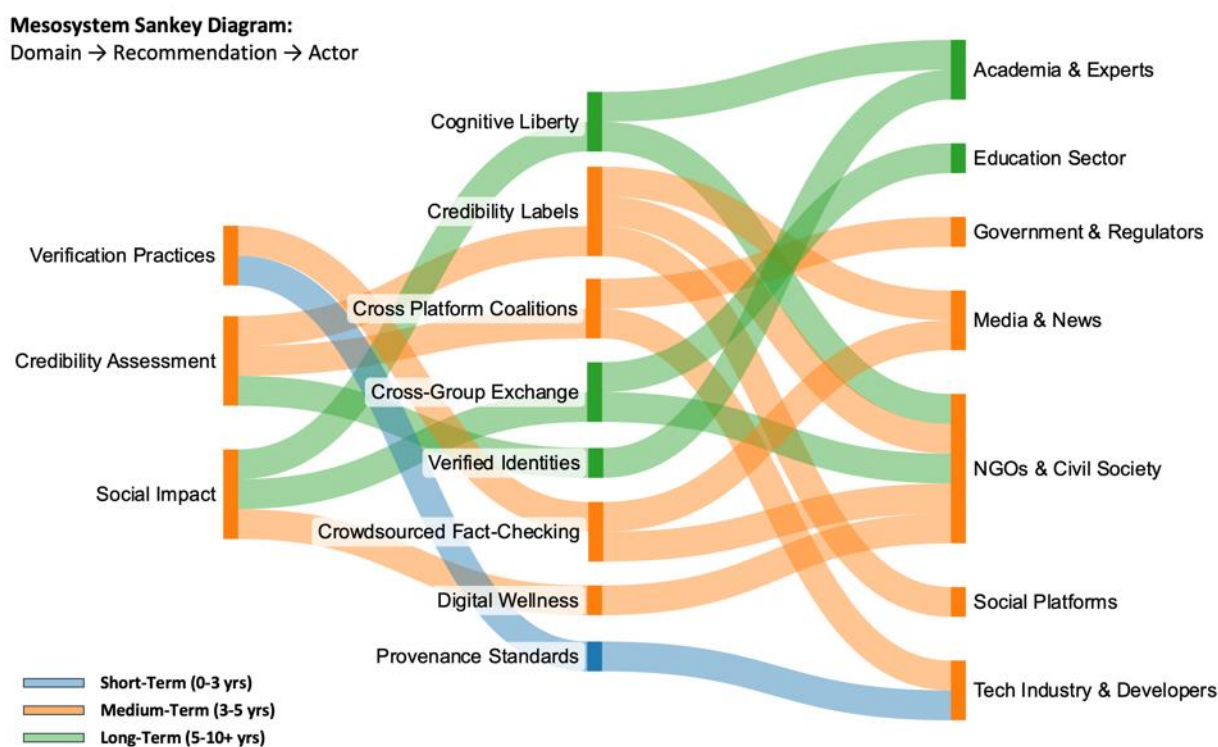 Mesosystem Sankey Diagram:
Domain → Recommendation → Actor
Verification Practices
Credibility Assessment
Social Impact
Cognitive Liberty
Credibility Labels
Cross Platform Coalitions
Cross-Group Exchange
Verified Identities
Crowdsourced Fact-Checking
Digital Wellness
Provenance Standards
Academia & Experts
Education Sector
Government & Regulators
Media & News
NGOs & Civil Society
Social Platforms
Tech Industry & Developers
Short-Term (0-3 yrs)
Medium-Term (3-5 yrs)
Long-Term (5-10+ yrs)